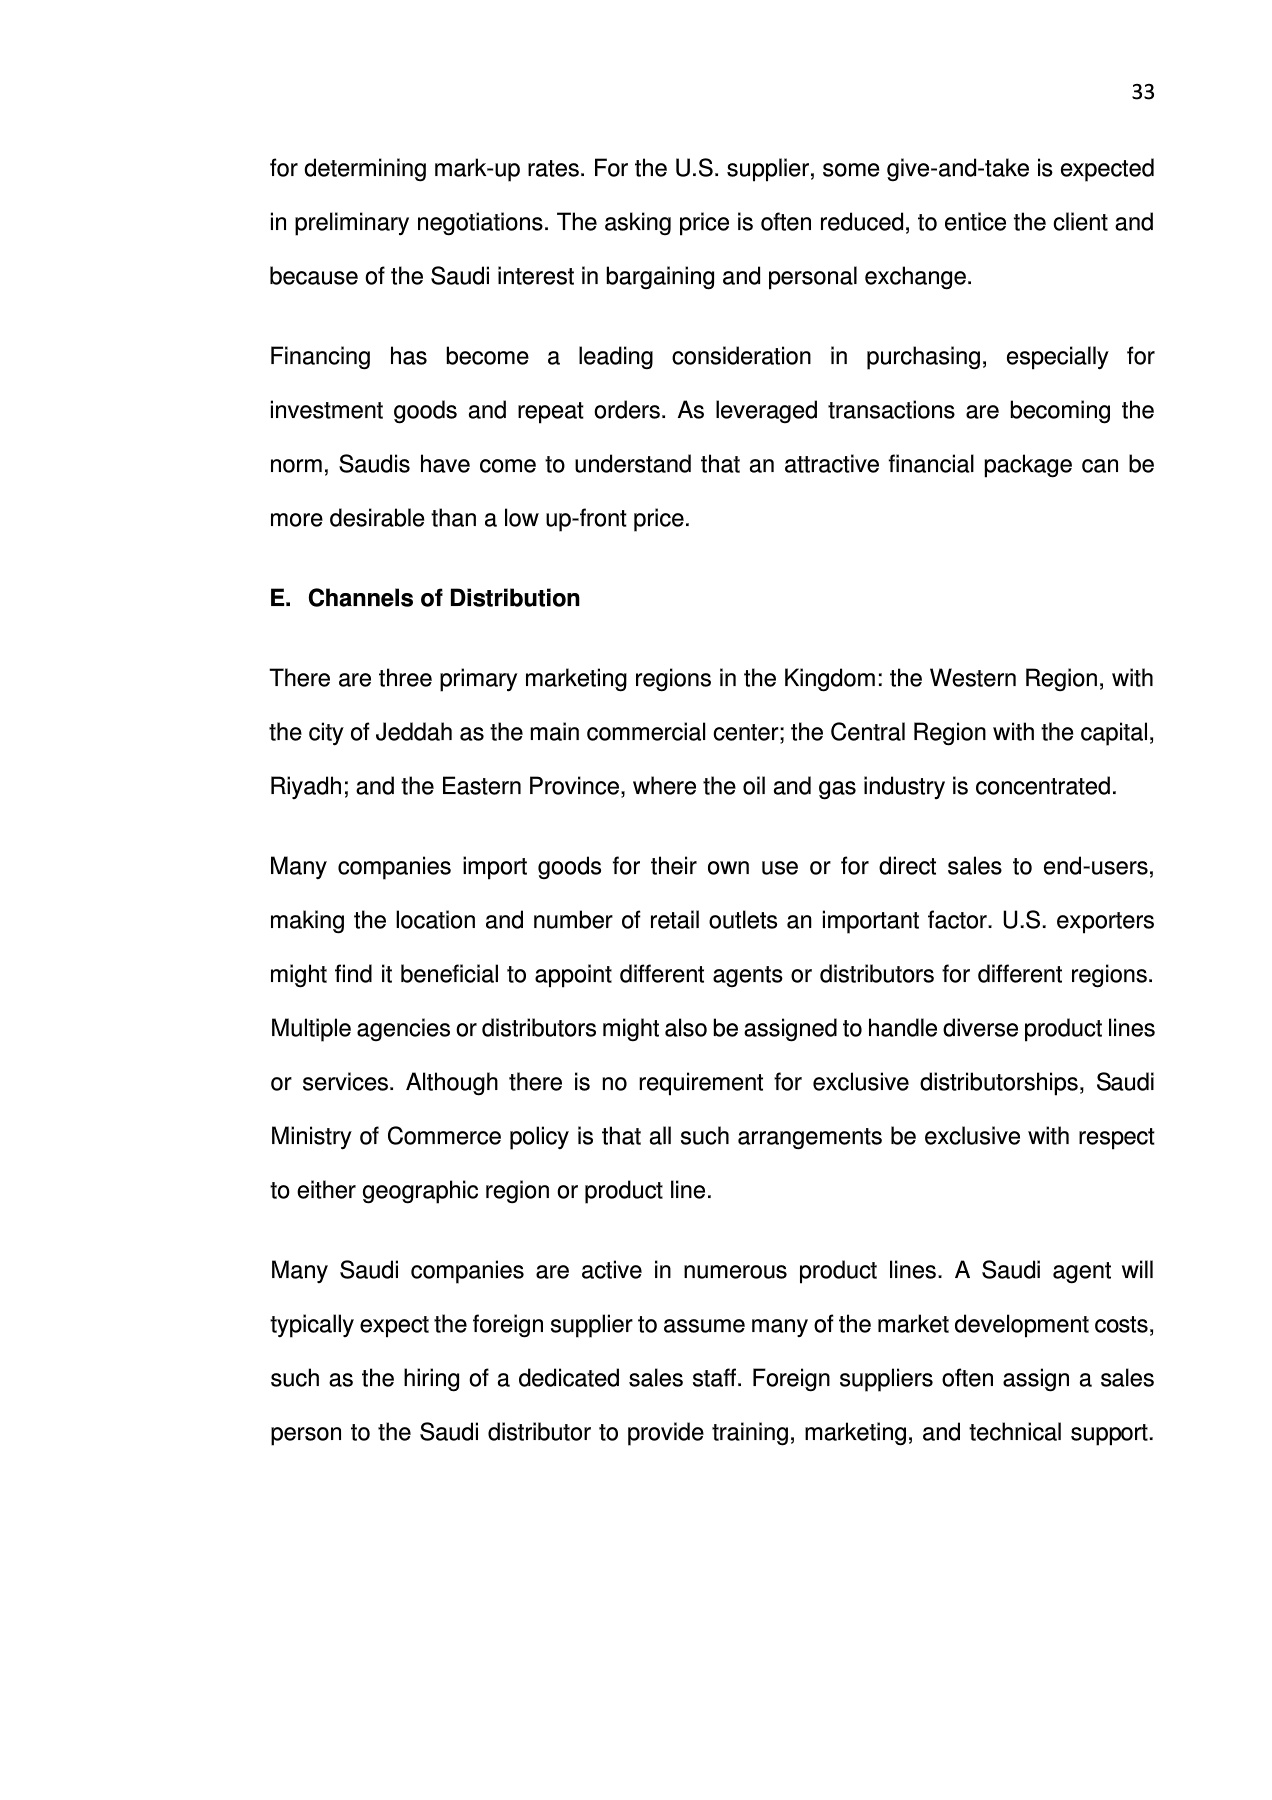 33
for determining mark-up rates. For the U.S. supplier, some give-and-take is expected
in preliminary negotiations. The asking price is often reduced, to entice the client and
because of the Saudi interest in bargaining and personal exchange.
Financing has become a leading consideration in purchasing, especially for
investment goods and repeat orders. As leveraged transactions are becoming the
norm, Saudis have come to understand that an attractive financial package can be
more desirable than a low up-front price.
E. Channels of Distribution
There are three primary marketing regions in the Kingdom: the Western Region, with
the city of Jeddah as the main commercial center; the Central Region with the capital,
Riyadh; and the Eastern Province, where the oil and gas industry is concentrated.
Many companies import goods for their own use or for direct sales to end-users,
making the location and number of retail outlets an important factor. U.S. exporters
might find it beneficial to appoint different agents or distributors for different regions.
Multiple agencies or distributors might also be assigned to handle diverse product lines
or services. Although there is no requirement for exclusive distributorships, Saudi
Ministry of Commerce policy is that all such arrangements be exclusive with respect
to either geographic region or product line.
Many Saudi companies are active in numerous product lines. A Saudi agent will
typically expect the foreign supplier to assume many of the market development costs,
such as the hiring of a dedicated sales staff. Foreign suppliers often assign a sales
person to the Saudi distributor to provide training, marketing, and technical support.